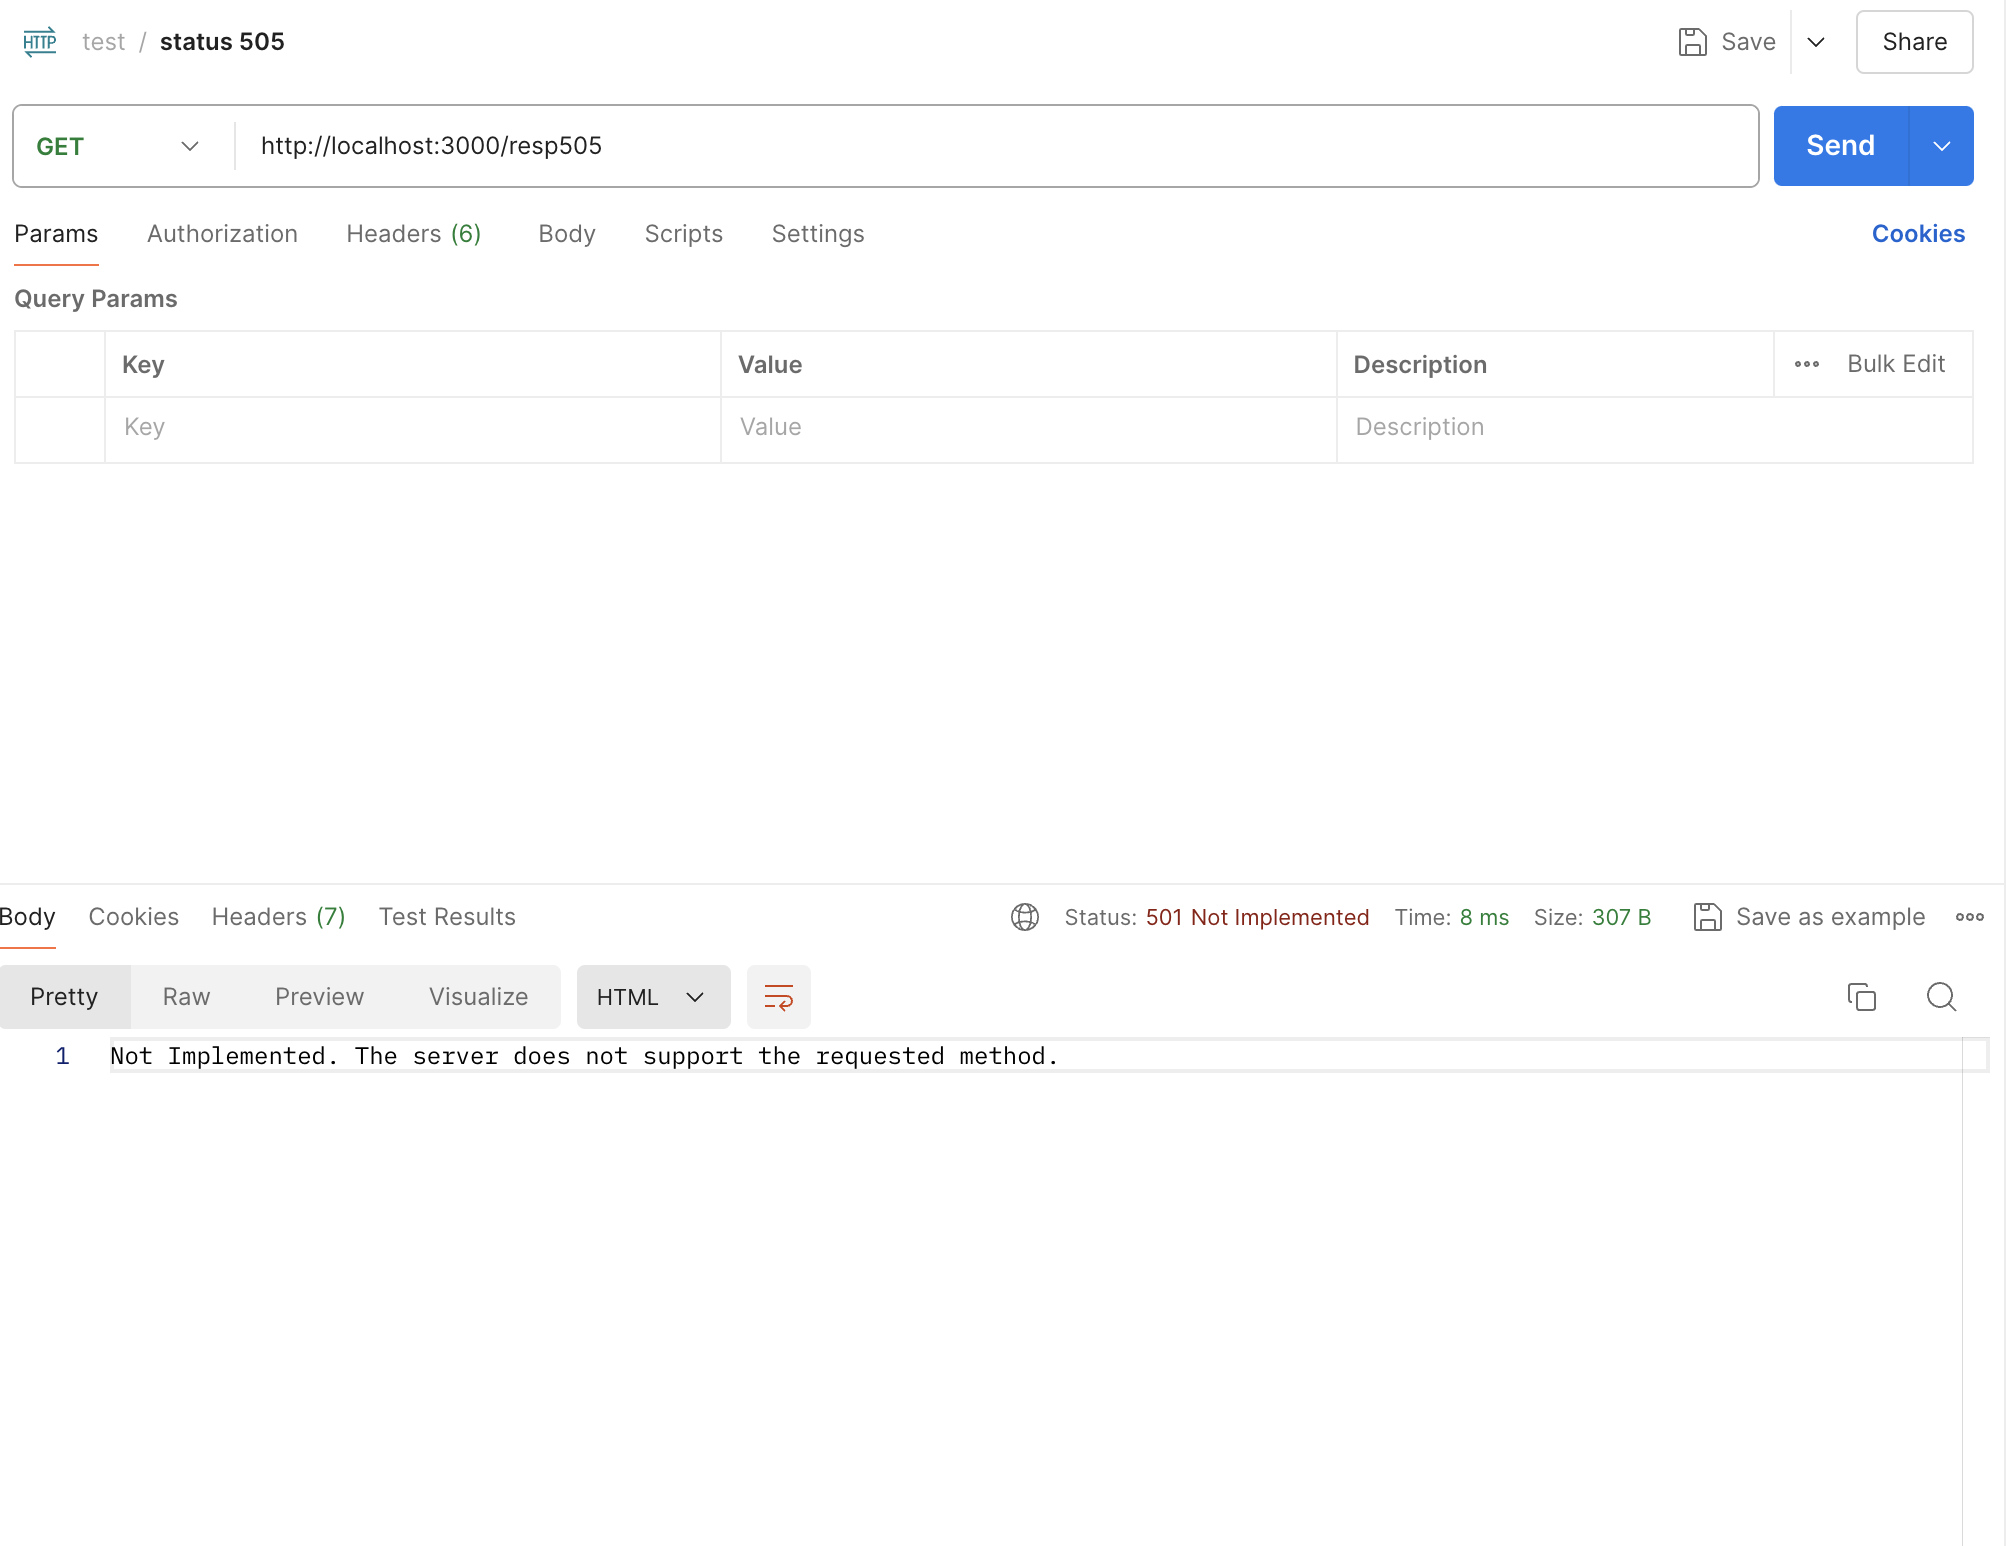 HTTP test / status 505 Save Share
GET http://localhost:3000/resp505 Send
Params Authorization Headers (6) Body Scripts Settings Cookies
Query Params
Key Value Description Bulk Edit
Key Value Description
Body Cookies Headers (7) Test Results Status: 501 Not Implemented Time: 8 ms Size: 307 B Save as example
Pretty Raw Preview Visualize HTML
1 Not Implemented. The server does not support the requested method.